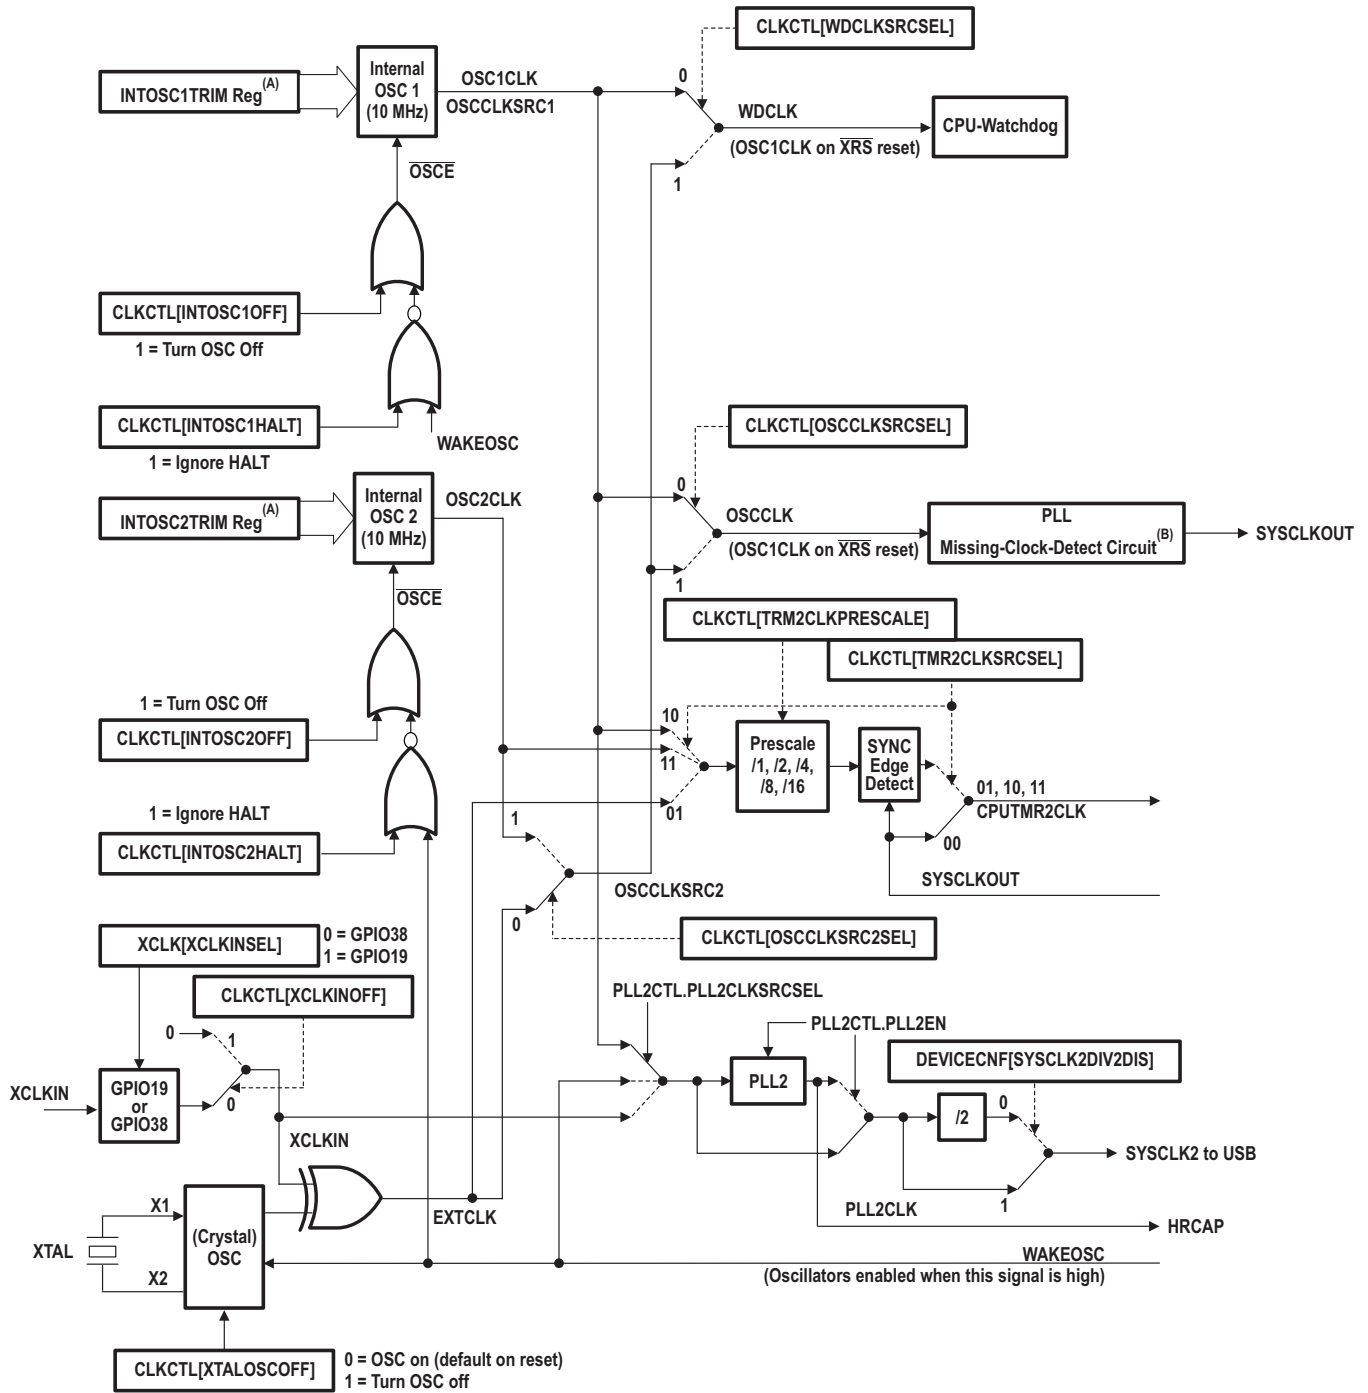 CLKCTL[WDCLKSRCSEL]
INTOSC1TRIM Reg(A)
Internal
OSC 1
(10 MHz)
OSC1CLK
OSCCLKSRC1
0
WDCLK
(OSC1CLK on XRS reset)
1
CPU-Watchdog
OSCE
CLKCTL[INTOSC1OFF]
1 = Turn OSC Off
CLKCTL[INTOSC1HALT]
1 = Ignore HALT
WAKEOSC
CLKCTL[OSCCLKSRCSEL]
INTOSC2TRIM Reg(A)
Internal
OSC 2
(10 MHz)
OSC2CLK
0
OSCCLK
(OSC1CLK on XRS reset)
1
PLL
Missing-Clock-Detect Circuit(B)
SYSCLKOUT
OSCE
CLKCTL[TRM2CLKPRESCALE]
CLKCTL[TMR2CLKSRCSEL]
1 = Turn OSC Off
CLKCTL[INTOSC2OFF]
10
11
01
Prescale
/1, /2, /4,
/8, /16
SYNC
Edge
Detect
01, 10, 11
CPUTMR2CLK
00
SYSCLKOUT
1 = Ignore HALT
CLKCTL[INTOSC2HALT]
1
0
OSCCLKSRC2
CLKCTL[OSCCLKSRC2SEL]
XCLK[XCLKINSEL]
0 = GPIO38
1 = GPIO19
CLKCTL[XCLKINOFF]
0
1
0
XCLKIN
GPIO19
or
GPIO38
XCLKIN
PLL2CTL.PLL2CLKSRCSEL
PLL2CTL.PLL2EN
PLL2
DEVICECNF[SYSCLK2DIV2DIS]
/2
0
1
SYSCLK2 to USB
PLL2CLK
HRCAP
XTAL
X1
X2
(Crystal)
OSC
EXTCLK
WAKEOSC
(Oscillators enabled when this signal is high)
CLKCTL[XTALOSCOFF]
0 = OSC on (default on reset)
1 = Turn OSC off